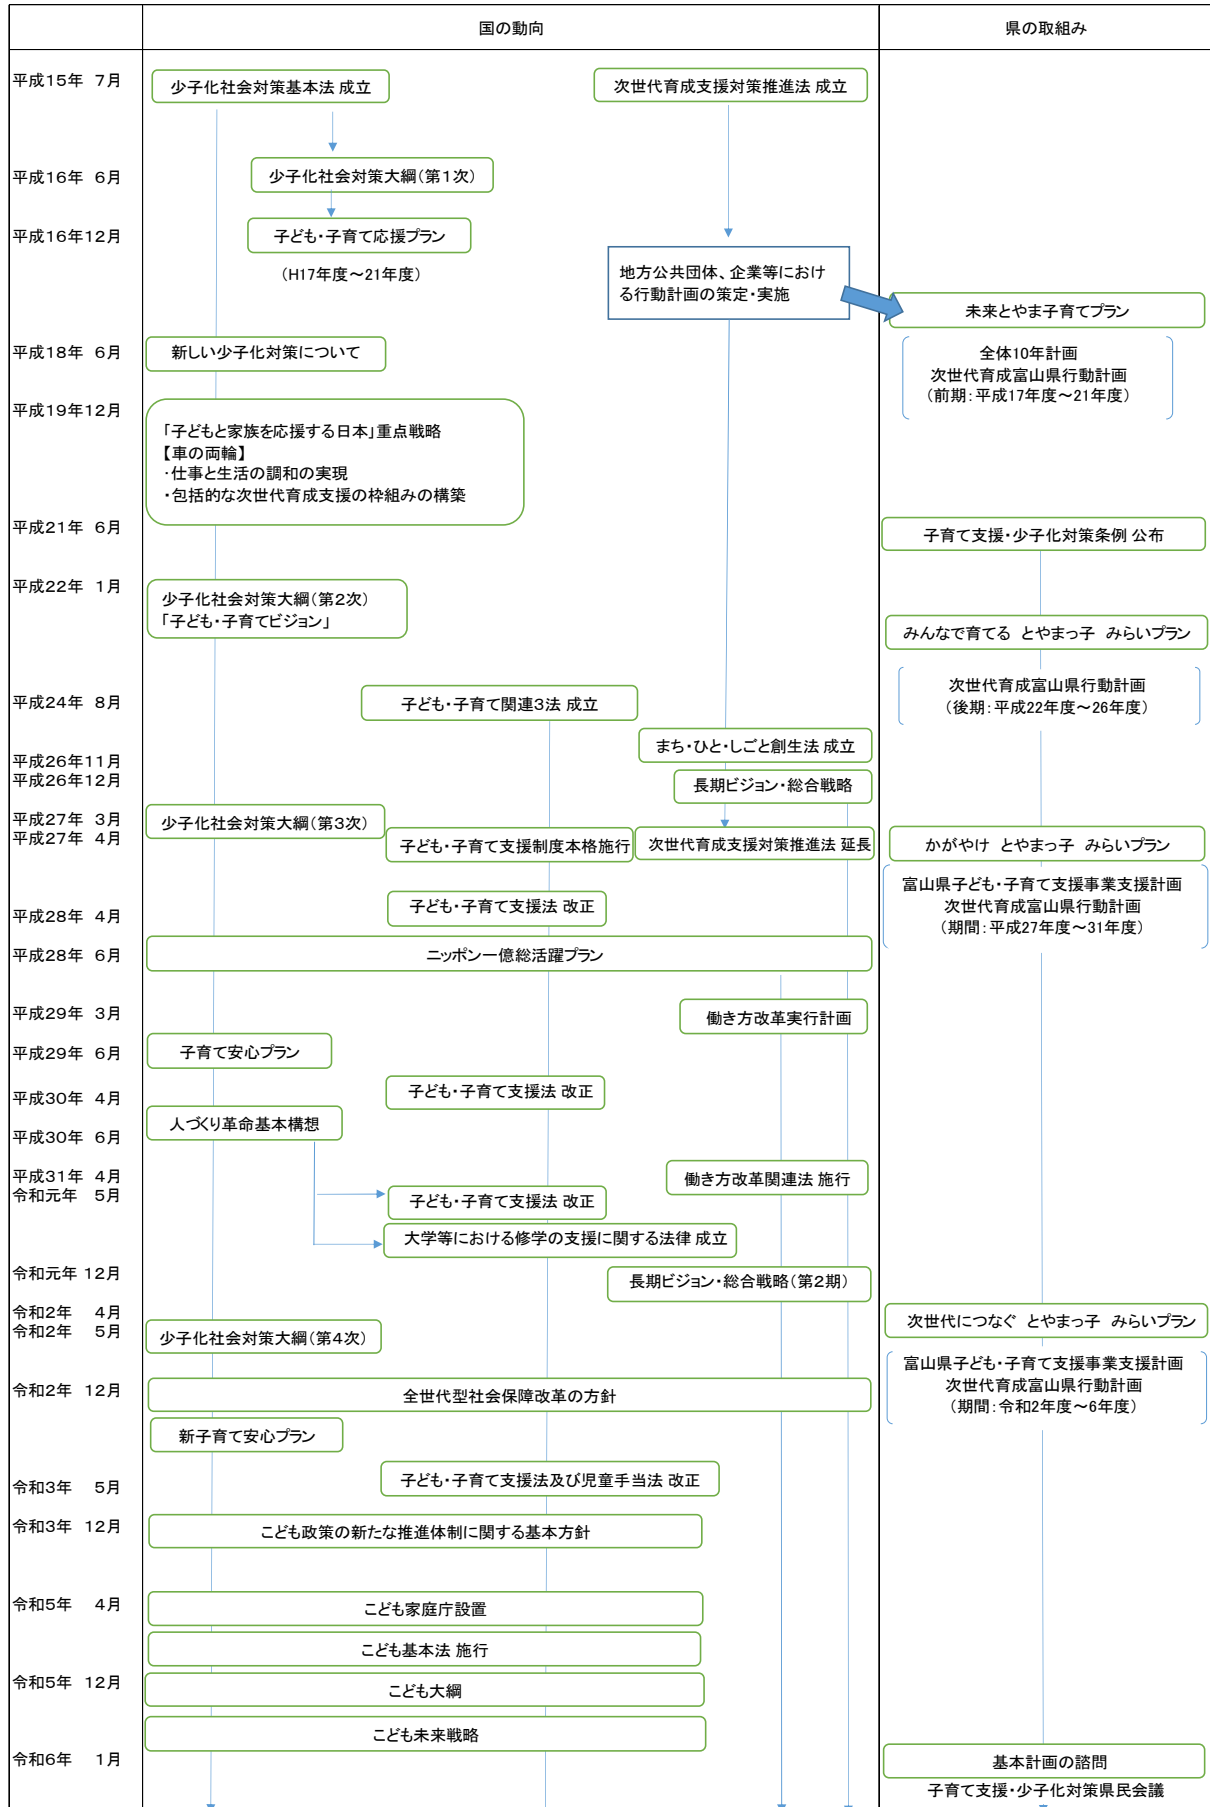 国の動向
県の取組み
平成15年 7月
少子化社会対策基本法 成立
次世代育成支援対策推進法 成立
平成16年 6月
少子化社会対策大綱(第1次)
平成16年12月
子ども・子育て応援プラン
(H17年度～21年度)
地方公共団体、企業等におけ
る行動計画の策定・実施
未来とやま子育てプラン
全体10年計画
次世代育成富山県行動計画
(前期:平成17年度～21年度)
平成18年 6月
新しい少子化対策について
平成19年12月
「子どもと家族を応援する日本」重点戦略
【車の両輪】
・仕事と生活の調和の実現
・包括的な次世代育成支援の枠組みの構築
平成21年 6月
子育て支援・少子化対策条例 公布
平成22年 1月
少子化社会対策大綱(第2次)
「子ども・子育てビジョン」
みんなで育てる とやまっ子 みらいプラン
次世代育成富山県行動計画
(後期:平成22年度～26年度)
平成24年 8月
子ども・子育て関連3法 成立
平成26年11月
まち・ひと・しごと創生法 成立
平成26年12月
長期ビジョン・総合戦略
平成27年 3月
少子化社会対策大綱(第3次)
平成27年 4月
子ども・子育て支援制度本格施行
次世代育成支援対策推進法 延長
かがやけ とやまっ子 みらいプラン
富山県子ども・子育て支援事業支援計画
次世代育成富山県行動計画
(期間:平成27年度～31年度)
平成28年 4月
子ども・子育て支援法 改正
平成28年 6月
ニッポン一億総活躍プラン
平成29年 3月
働き方改革実行計画
平成29年 6月
子育て安心プラン
平成30年 4月
子ども・子育て支援法 改正
平成30年 6月
人づくり革命基本構想
平成31年 4月
働き方改革関連法 施行
令和元年 5月
子ども・子育て支援法 改正
大学等における修学の支援に関する法律 成立
令和元年 12月
長期ビジョン・総合戦略(第2期)
令和2年 4月
次世代につなぐ とやまっ子 みらいプラン
令和2年 5月
少子化社会対策大綱(第4次)
富山県子ども・子育て支援事業支援計画
次世代育成富山県行動計画
(期間:令和2年度～6年度)
令和2年 12月
全世代型社会保障改革の方針
新子育て安心プラン
令和3年 5月
子ども・子育て支援法及び児童手当法 改正
令和3年 12月
こども政策の新たな推進体制に関する基本方針
令和5年 4月
こども家庭庁設置
こども基本法 施行
令和5年 12月
こども大綱
こども未来戦略
令和6年 1月
基本計画の諮問
子育て支援・少子化対策県民会議